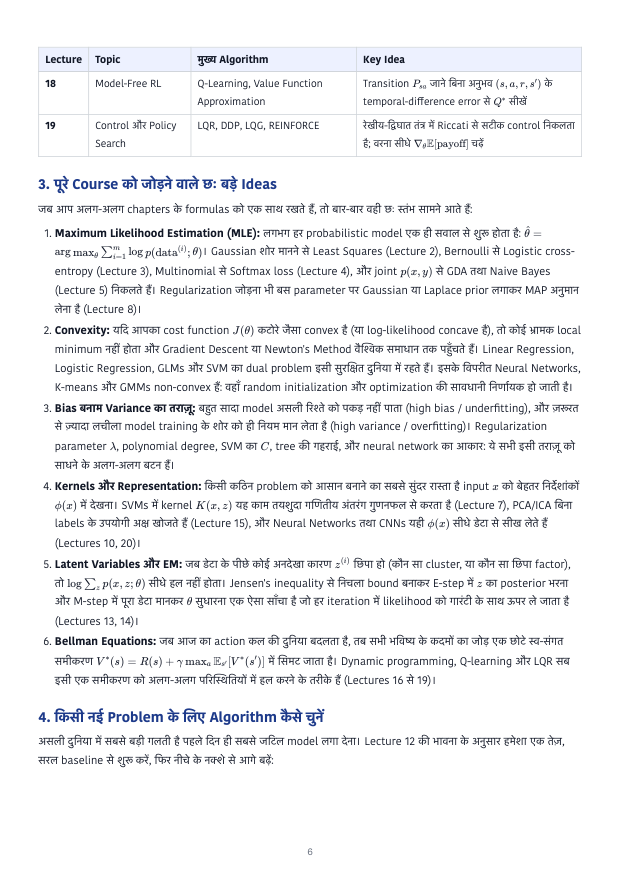 Lecture Topic मुख्य Algorithm Key Idea
18 Model-Free RL Q-Learning, Value Function Transition P_{sa} जाने बिना अनुभव (s, a, r, s′) के
Approximation temporal-difference error से Q* सीखें
19 Control और Policy LQR, DDP, LQG, REINFORCE रेखीय-द्विघात तंत्र में Riccati से सटीक control निकलता
Search है; वरना सीधे ∇_θ𝔼[payoff] चढ़ें
3. पूरे Course को जोड़ने वाले छः बड़े Ideas
जब आप अलग-अलग chapters के formulas को एक साथ रखते हैं, तो बार-बार वही छः स्तंभ सामने आते हैं:
1. Maximum Likelihood Estimation (MLE): लगभग हर probabilistic model एक ही सवाल से शुरू होता है: θ̂ =
arg max_θ ∑_{i=1}^{m} log p(data^{(i)}; θ)। Gaussian शोर मानने से Least Squares (Lecture 2), Bernoulli से Logistic cross-
entropy (Lecture 3), Multinomial से Softmax loss (Lecture 4), और joint p(x, y) से GDA तथा Naive Bayes
(Lecture 5) निकलते हैं। Regularization जोड़ना भी बस parameter पर Gaussian या Laplace prior लगाकर MAP अनुमान
लेना है (Lecture 8)।
2. Convexity: यदि आपका cost function J(θ) कटोरे जैसा convex है (या log-likelihood concave है), तो कोई भ्रामक local
minimum नहीं होता और Gradient Descent या Newton's Method वैश्विक समाधान तक पहुँचते हैं। Linear Regression,
Logistic Regression, GLMs और SVM का dual problem इसी सुरक्षित दुनिया में रहते हैं। इसके विपरीत Neural Networks,
K-means और GMMs non-convex हैं: वहाँ random initialization और optimization की सावधानी निर्णायक हो जाती है।
3. Bias बनाम Variance का तराज़ू: बहुत सादा model असली रिश्ते को पकड़ नहीं पाता (high bias / underfitting), और ज़रूरत
से ज़्यादा लचीला model training के शोर को ही नियम मान लेता है (high variance / overfitting)। Regularization
parameter λ, polynomial degree, SVM का C, tree की गहराई, और neural network का आकार: ये सभी इसी तराज़ू को
साधने के अलग-अलग बटन हैं।
4. Kernels और Representation: किसी कठिन problem को आसान बनाने का सबसे सुंदर रास्ता है input x को बेहतर निर्देशांकों
ϕ(x) में देखना। SVMs में kernel K(x, z) यह काम तयशुदा गणितीय अंतरंग गुणनफल से करता है (Lecture 7), PCA/ICA बिना
labels के उपयोगी अक्ष खोजते हैं (Lecture 15), और Neural Networks तथा CNNs यही ϕ(x) सीधे डेटा से सीख लेते हैं
(Lectures 10, 20)।
5. Latent Variables और EM: जब डेटा के पीछे कोई अनदेखा कारण z^{(i)} छिपा हो (कौन सा cluster, या कौन सा छिपा factor),
तो log ∑_z p(x, z; θ) सीधे हल नहीं होता। Jensen's inequality से निचला bound बनाकर E-step में z का posterior भरना
और M-step में पूरा डेटा मानकर θ सुधारना एक ऐसा साँचा है जो हर iteration में likelihood को गारंटी के साथ ऊपर ले जाता है
(Lectures 13, 14)।
6. Bellman Equations: जब आज का action कल की दुनिया बदलता है, तब सभी भविष्य के कदमों का जोड़ एक छोटे स्व-संगत
समीकरण V*(s) = R(s) + γ max_a 𝔼_{s′}[V*(s′)] में सिमट जाता है। Dynamic programming, Q-learning और LQR सब
इसी एक समीकरण को अलग-अलग परिस्थितियों में हल करने के तरीके हैं (Lectures 16 से 19)।
4. किसी नई Problem के लिए Algorithm कैसे चुनें
असली दुनिया में सबसे बड़ी गलती है पहले दिन ही सबसे जटिल model लगा देना। Lecture 12 की भावना के अनुसार हमेशा एक तेज़,
सरल baseline से शुरू करें, फिर नीचे के नक्शे से आगे बढ़ें:
6